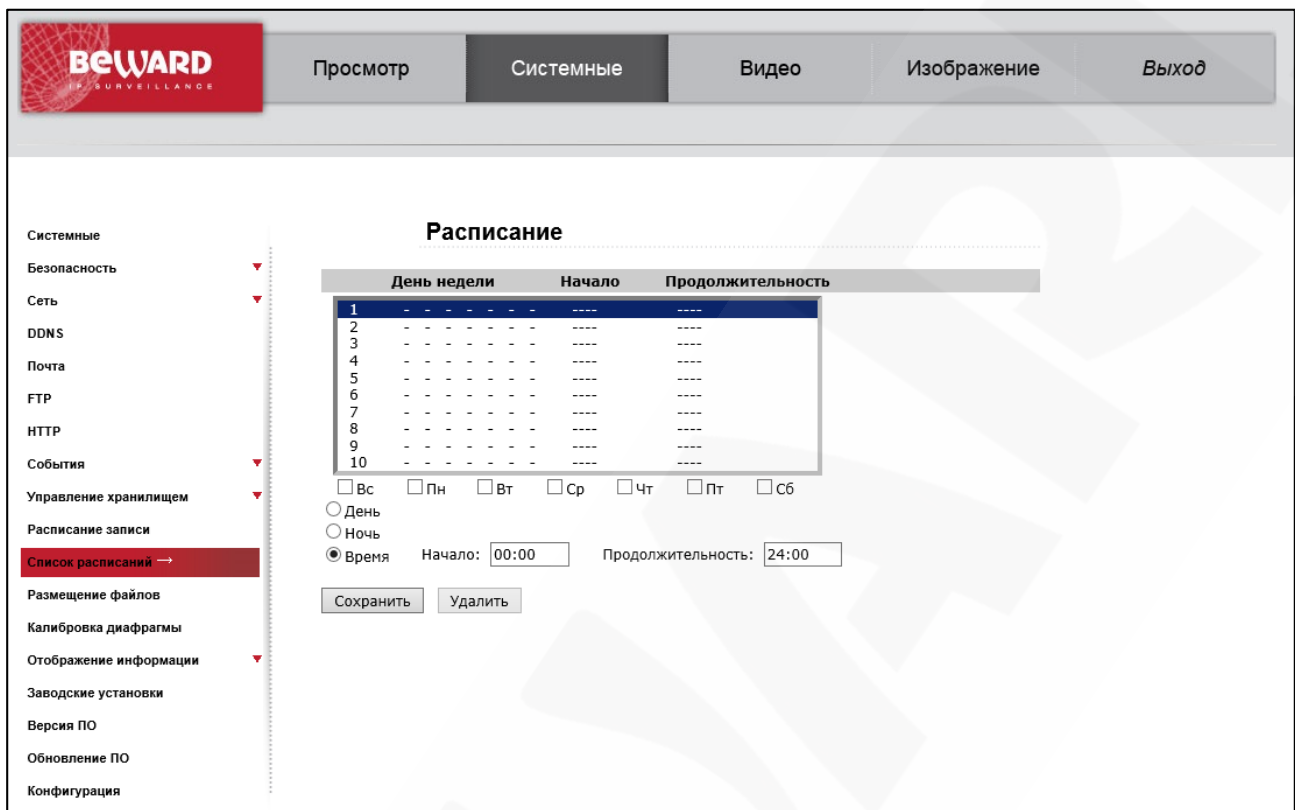 BEWARD
IP SURVEILLANCE
Просмотр Системные Видео Изображение Выход
Системные
Безопасность
Сеть
DDNS
Почта
FTP
HTTP
События
Управление хранилищем
Расписание записи
Список расписаний →
Размещение файлов
Калибровка диафрагмы
Отображение информации
Заводские установки
Версия ПО
Обновление ПО
Конфигурация
Расписание
День недели Начало Продолжительность
1 - - - - - - - ---- ----
2 - - - - - - - ---- ----
3 - - - - - - - ---- ----
4 - - - - - - - ---- ----
5 - - - - - - - ---- ----
6 - - - - - - - ---- ----
7 - - - - - - - ---- ----
8 - - - - - - - ---- ----
9 - - - - - - - ---- ----
10 - - - - - - - ---- ----
Вс Пн Вт Ср Чт Пт Сб
День
Ночь
Время Начало: 00:00 Продолжительность: 24:00
Сохранить Удалить